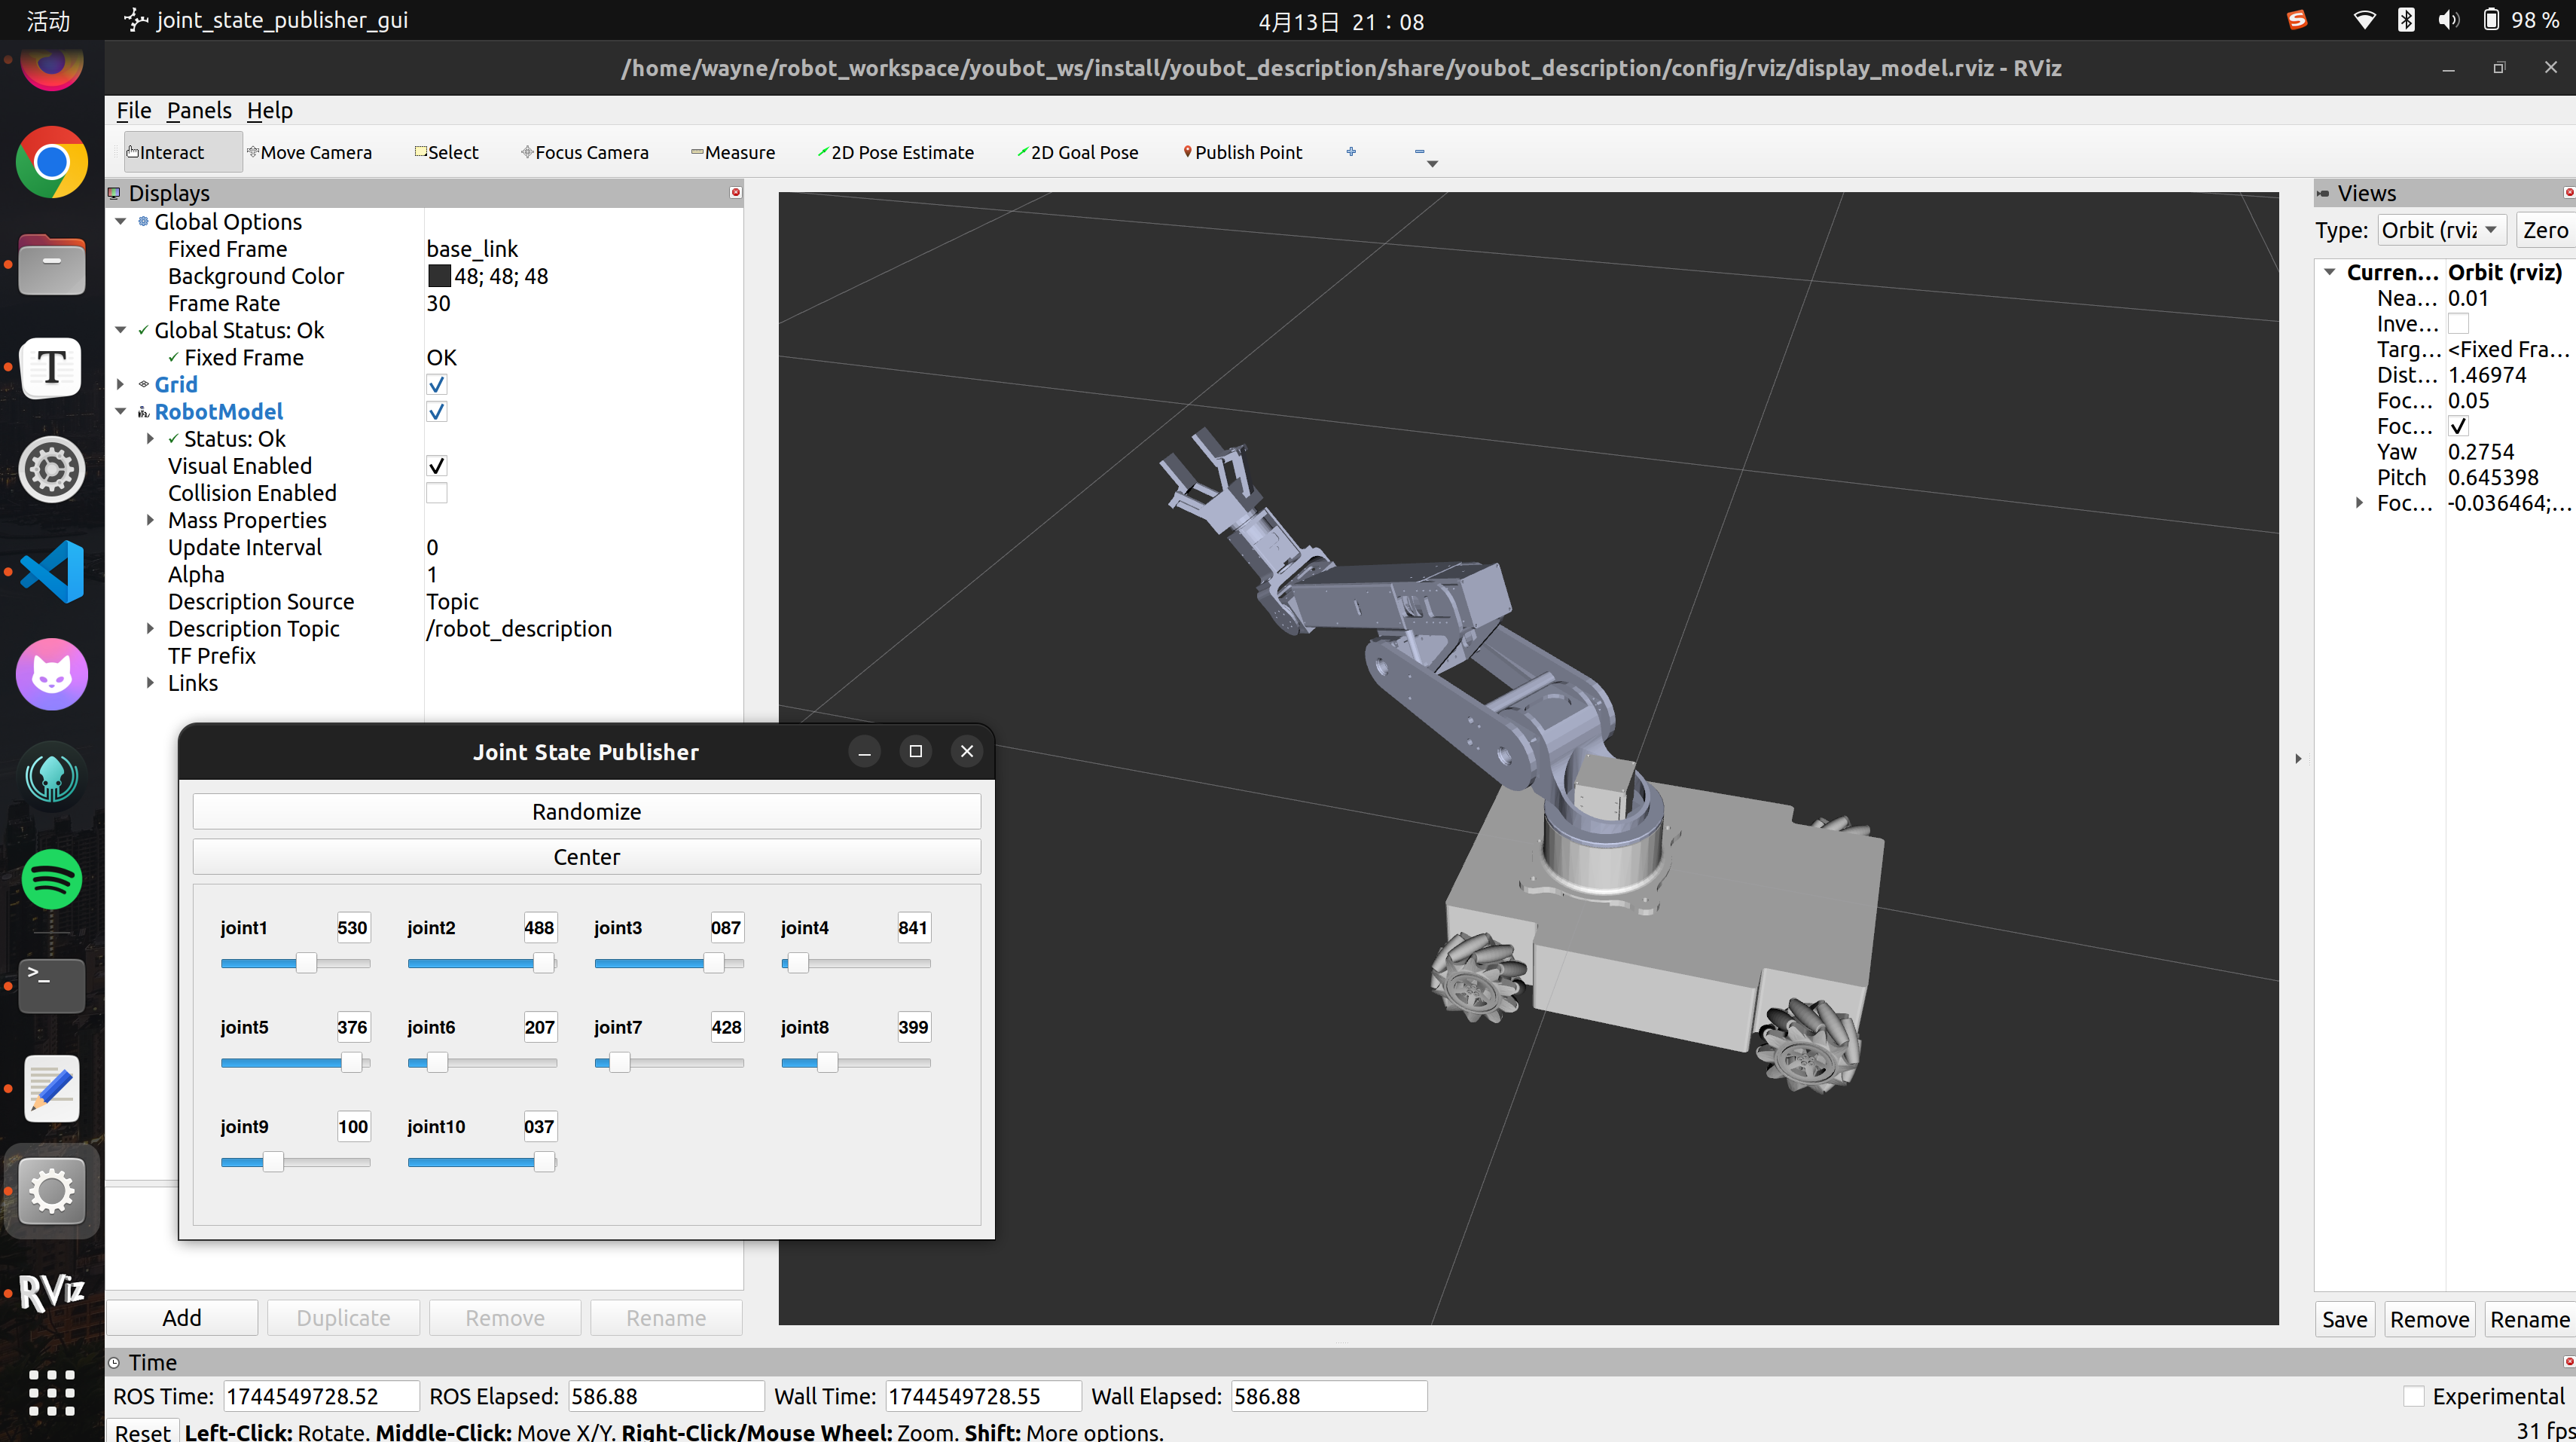 活动 joint_state_publisher_gui 4月13日 21：08 98 %
/home/wayne/robot_workspace/youbot_ws/install/youbot_description/share/youbot_description/config/rviz/display_model.rviz - RViz
File Panels Help
Interact Move Camera Select Focus Camera Measure 2D Pose Estimate 2D Goal Pose Publish Point
Displays
Global Options
Fixed Frame base_link
Background Color 48; 48; 48
Frame Rate 30
Global Status: Ok
Fixed Frame OK
Grid
RobotModel
Status: Ok
Visual Enabled
Collision Enabled
Mass Properties
Update Interval 0
Alpha 1
Description Source Topic
Description Topic /robot_description
TF Prefix
Links
Joint State Publisher
Randomize
Center
joint1 530 joint2 488 joint3 087 joint4 841
joint5 376 joint6 207 joint7 428 joint8 399
joint9 100 joint10 037
Add Duplicate Remove Rename
Views
Type: Orbit (rviz Zero
Curren... Orbit (rviz)
Nea... 0.01
Inve...
Targ... <Fixed Fra...
Dist... 1.46974
Foc... 0.05
Foc...
Yaw 0.2754
Pitch 0.645398
Foc... -0.036464;...
Save Remove Rename
T
>_
RViz
Time
ROS Time: 1744549728.52 ROS Elapsed: 586.88 Wall Time: 1744549728.55 Wall Elapsed: 586.88 Experimental
Reset Left-Click: Rotate. Middle-Click: Move X/Y. Right-Click/Mouse Wheel: Zoom. Shift: More options. 31 fps